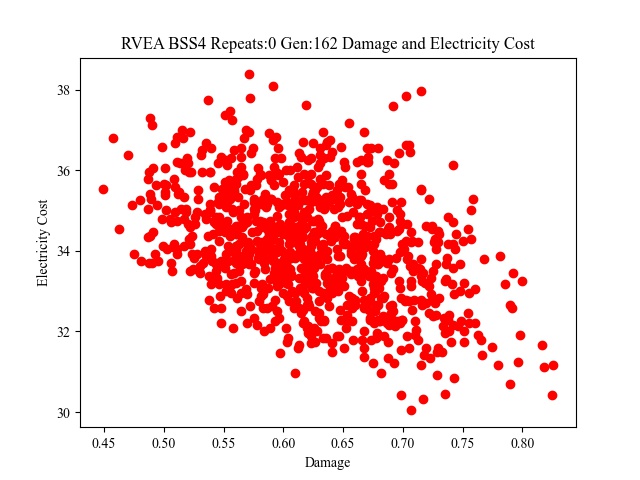 RVEA BSS4 Repeats:0 Gen:162 Damage and Electricity Cost
38
36
34
32
30
Electricity Cost
0.45 0.50 0.55 0.60 0.65 0.70 0.75 0.80
Damage